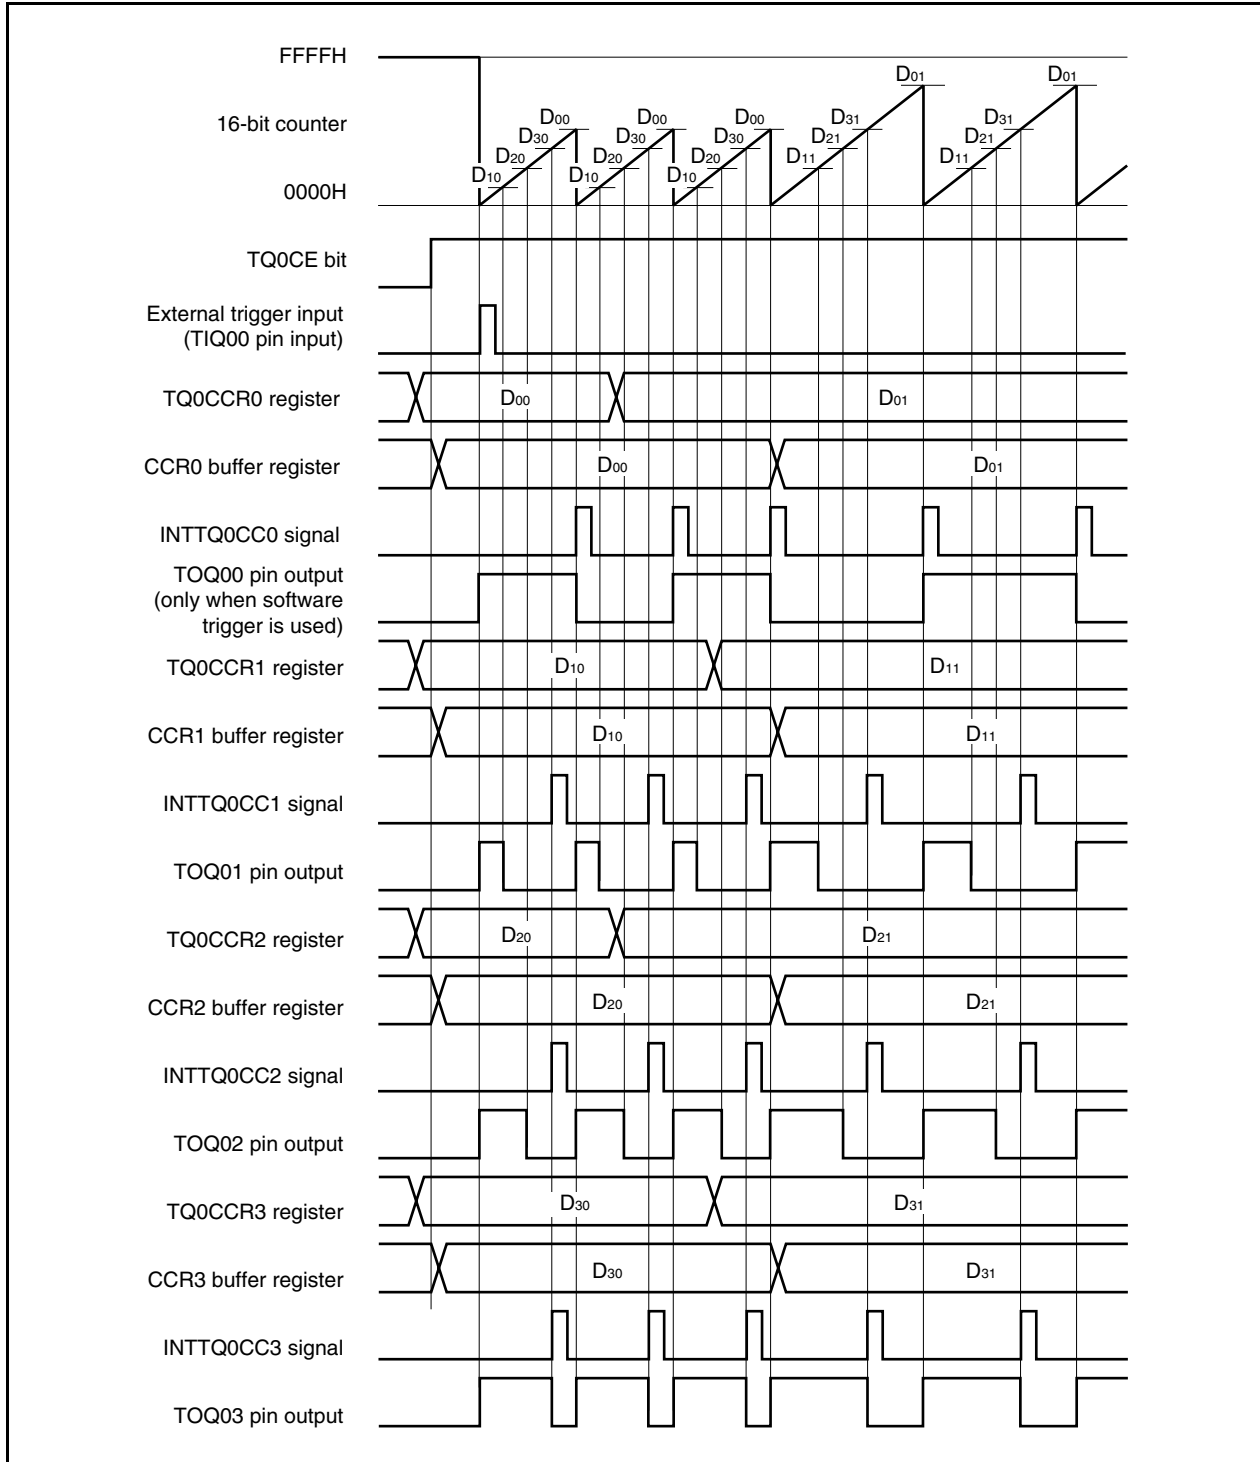 FFFFH
D01 D01
16-bit counter
D00 D00 D00 D31 D31
D30 D30 D30 D21 D21
D20 D20 D20 D11 D11
D10 D10 D10
0000H
TQ0CE bit
External trigger input
(TIQ00 pin input)
TQ0CCR0 register D00 D01
CCR0 buffer register D00 D01
INTTQ0CC0 signal
TOQ00 pin output
(only when software
trigger is used)
TQ0CCR1 register D10 D11
CCR1 buffer register D10 D11
INTTQ0CC1 signal
TOQ01 pin output
TQ0CCR2 register D20 D21
CCR2 buffer register D20 D21
INTTQ0CC2 signal
TOQ02 pin output
TQ0CCR3 register D30 D31
CCR3 buffer register D30 D31
INTTQ0CC3 signal
TOQ03 pin output